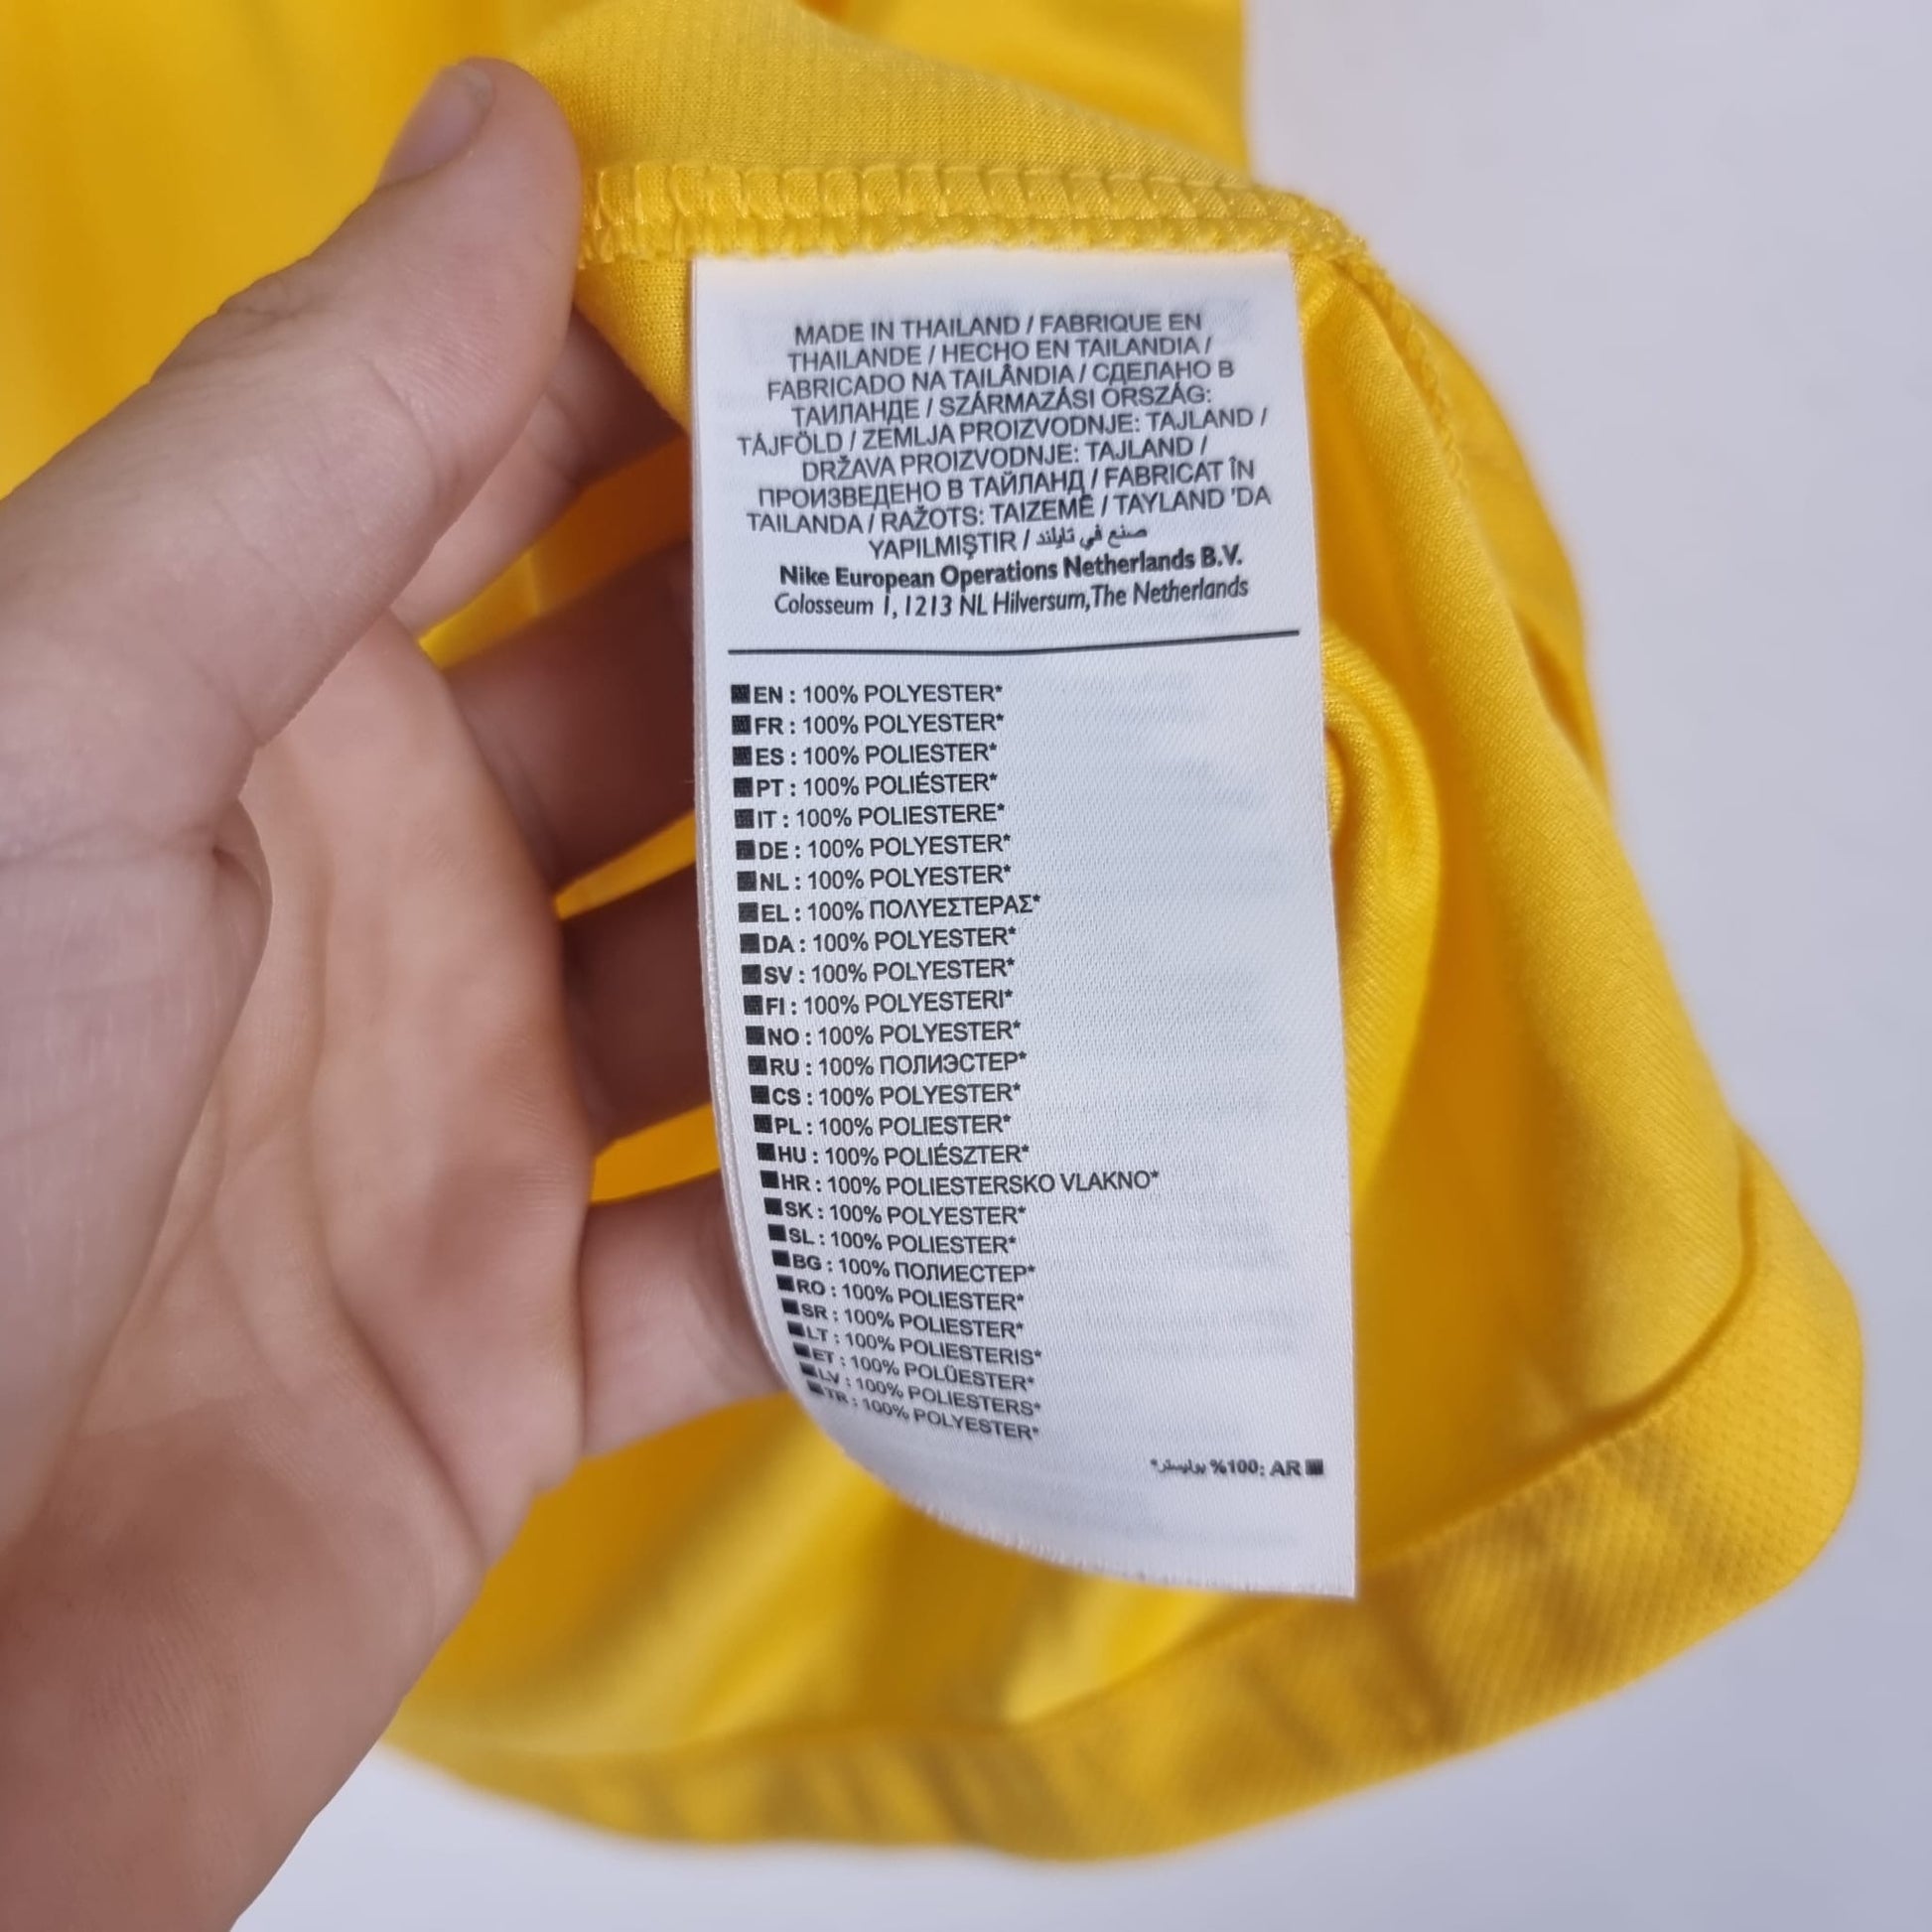 MADE IN THAILAND / FABRIQUE EN
THAILANDE / HECHO EN TAILANDIA /
FABRICADO NA TAILÂNDIA / СДЕЛАНО В
ТАИЛАНДЕ / SZÁRMAZÁSI ORSZÁG:
TÁJFÖLD / ZEMLJA PROIZVODNJE: TAJLAND /
DRŽAVA PROIZVODNJE: TAJLAND /
ПРОИЗВЕДЕНО В ТАЙЛАНД / FABRICAT ÎN
TAILANDA / RAŽOTS: TAIZEMĒ / TAYLAND 'DA
YAPILMIŞTIR / صنع في تايلند
Nike European Operations Netherlands B.V.
Colosseum 1, 1213 NL Hilversum, The Netherlands
EN : 100% POLYESTER*
FR : 100% POLYESTER*
ES : 100% POLIESTER*
PT : 100% POLIÉSTER*
IT : 100% POLIESTERE*
DE : 100% POLYESTER*
NL : 100% POLYESTER*
EL : 100% ΠΟΛΥΕΣΤΕΡΑΣ*
DA : 100% POLYESTER*
SV : 100% POLYESTER*
FI : 100% POLYESTERI*
NO : 100% POLYESTER*
RU : 100% ПОЛИЭСТЕР*
CS : 100% POLYESTER*
PL : 100% POLIESTER*
HU : 100% POLIÉSZTER*
HR : 100% POLIESTERSKO VLAKNO*
SK : 100% POLYESTER*
SL : 100% POLIESTER*
BG : 100% ПОЛИЕСТЕР*
RO : 100% POLIESTER*
SR : 100% POLIESTER*
LT : 100% POLIESTERIS*
ET : 100% POLÜESTER*
LV : 100% POLIESTERS*
TR : 100% POLYESTER*
AR :100% بوليستر*